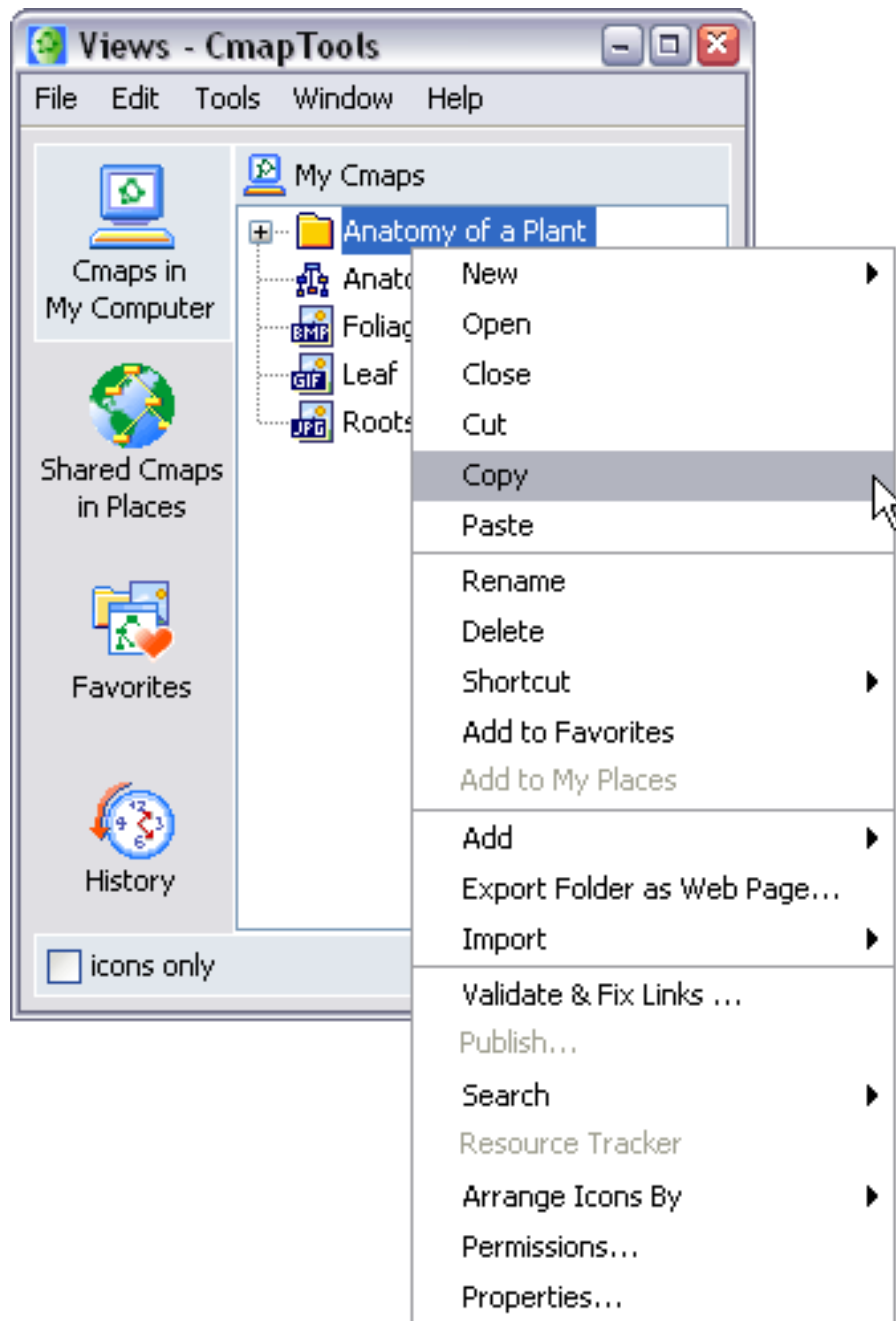 Views - CmapTools
File Edit Tools Window Help
My Cmaps
Cmaps in
My Computer
Shared Cmaps
in Places
Favorites
History
Anatomy of a Plant
BMP
GIF Leaf
JPG
New
Open
Close
Cut
Copy
Paste
Rename
Delete
Shortcut
Add to Favorites
Add to My Places
Add
Export Folder as Web Page...
Import
Validate & Fix Links ...
Publish...
Search
Resource Tracker
Arrange Icons By
Permissions...
Properties...
icons only